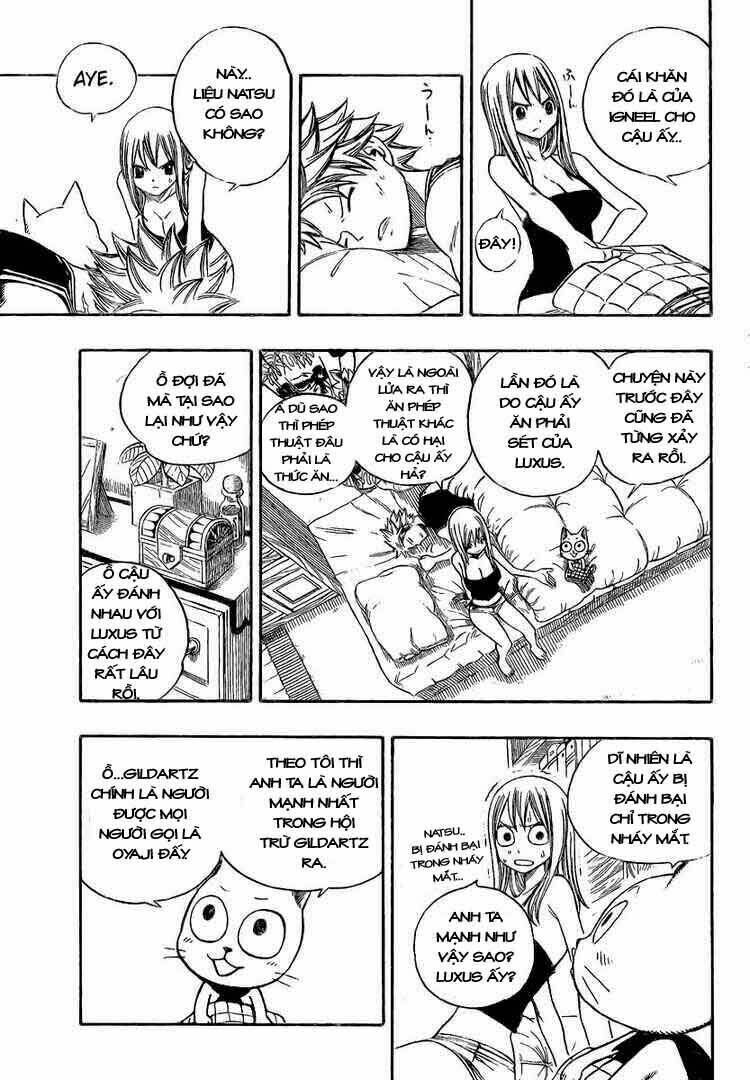 CÁI KHĂN
ĐÓ LÀ CỦA
IGNEEL CHO
CẬU ẤY...
ĐÂY!
ふーん
うーん
NÀY..
LIỆU NATSU
CÓ SAO
KHÔNG?
AYE.
CHUYỆN NÀY
TRƯỚC ĐÂY
CŨNG ĐÃ
TỪNG XẢY
RA RỒI.
LẦN ĐÓ LÀ
DO CẬU ẤY
ĂN PHẢI
SÉT CỦA
LUXUS.
VẬY LÀ NGOÀI
LỬA RA THÌ
ĂN PHÉP
THUẬT KHÁC
LÀ CÓ HẠI
CHO CẬU ẤY
HẢ?
À DÙ SAO
THÌ PHÉP
THUẬT ĐÂU
PHẢI LÀ
THỨC ĂN...
Ồ ĐỢI ĐÃ
MÀ TẠI SAO
LẠI NHƯ VẬY
CHỨ?
Ồ CẬU
ẤY ĐÁNH
NHAU VỚI
LUXUS TỪ
CÁCH ĐÂY
RẤT LÂU
RỒI.
DĨ NHIÊN LÀ
CẬU ẤY BỊ
ĐÁNH BẠI
CHỈ TRONG
NHÁY MẮT.
NATSU..
BỊ ĐÁNH BẠI
TRONG NHÁY
MẮT...
ANH TA
MẠNH NHƯ
VẬY SAO?
LUXUS ẤY?
THEO TÔI THÌ
ANH TA LÀ NGƯỜI
MẠNH NHẤT
TRONG HỘI
TRỪ GILDARTZ
RA.
Ồ...GILDARTZ
CHÍNH LÀ NGƯỜI
ĐƯỢC MỌI
NGƯỜI GỌI LÀ
OYAJI ĐẤY.